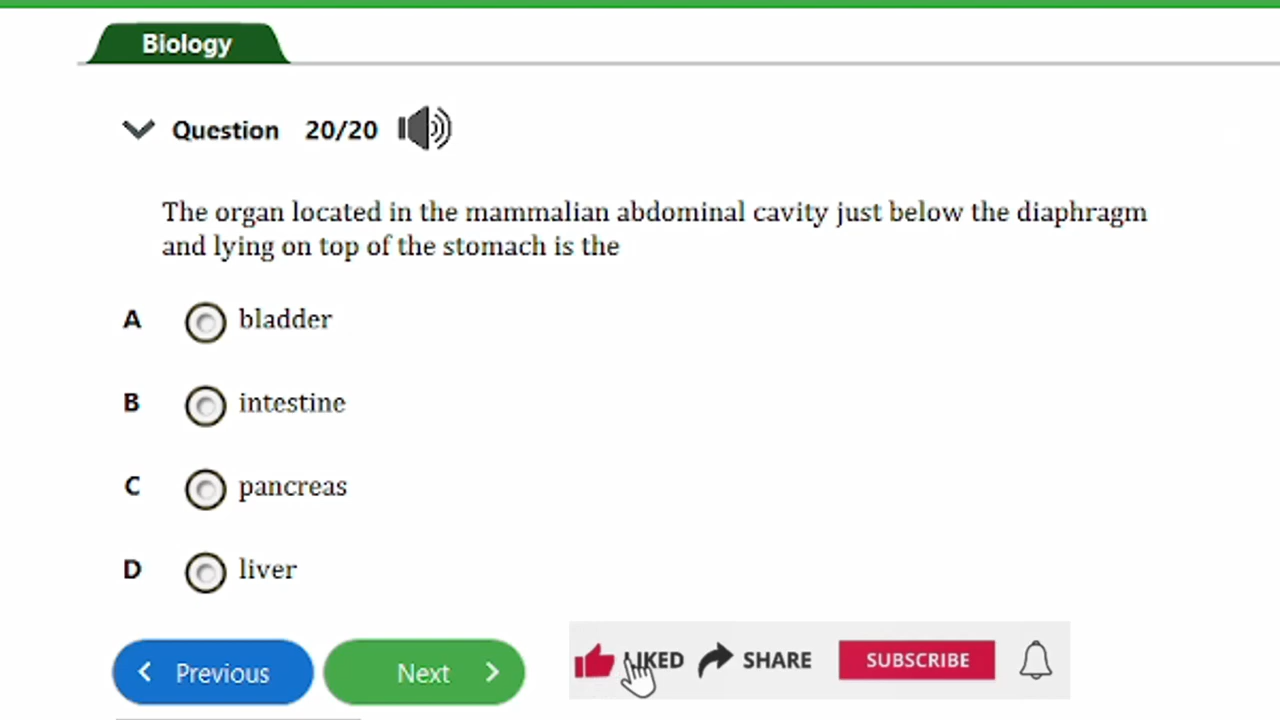 Biology
Question 20/20
The organ located in the mammalian abdominal cavity just below the diaphragm
and lying on top of the stomach is the
A bladder
B intestine
C pancreas
D liver
Previous Next LIKED SHARE SUBSCRIBE